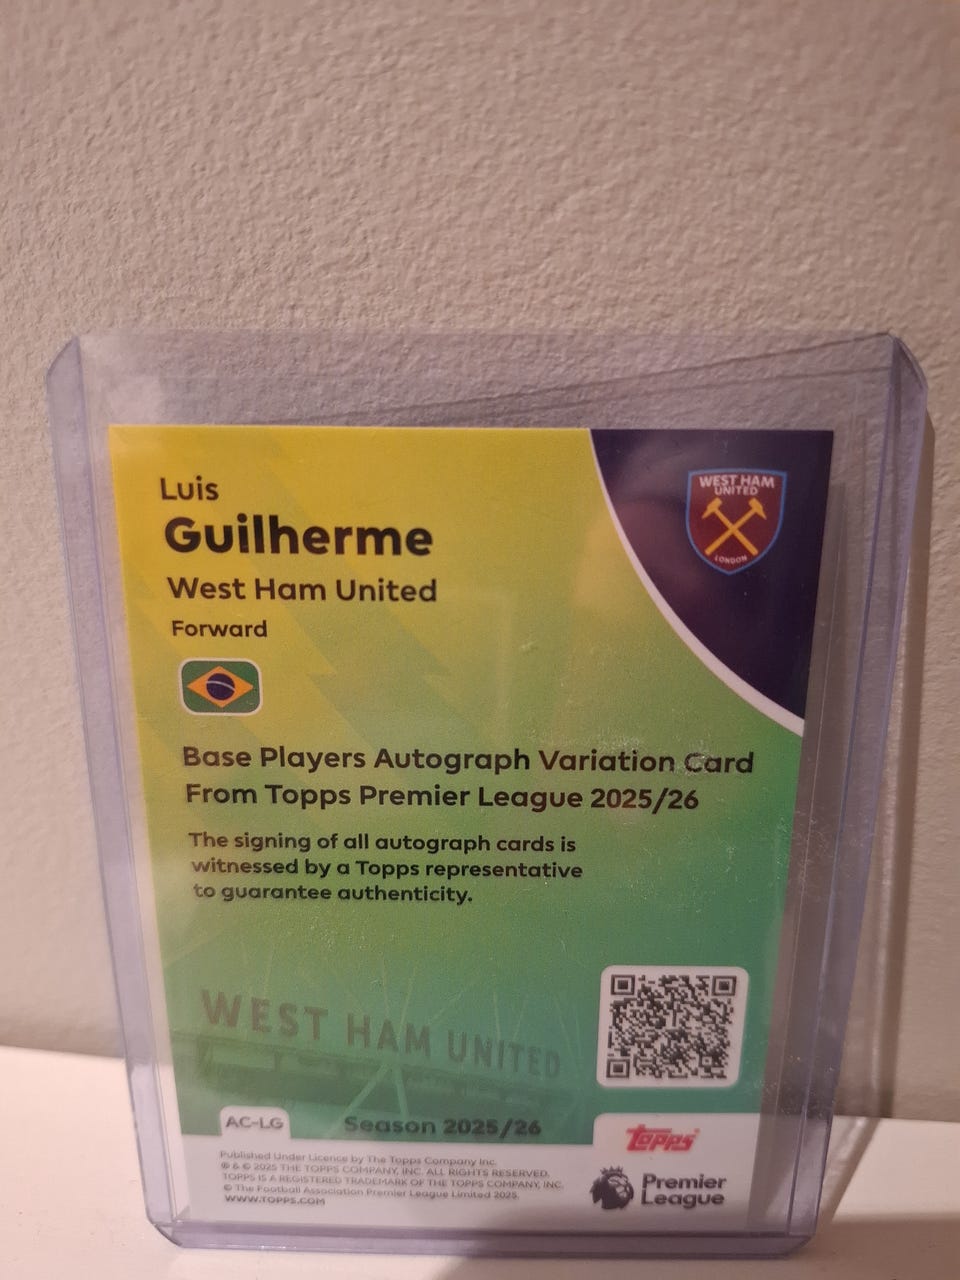 Luis
Guilherme
West Ham United
Forward
WEST HAM
UNITED
LONDON
Base Players Autograph Variation Card
From Topps Premier League 2025/26
The signing of all autograph cards is
witnessed by a Topps representative
to guarantee authenticity.
WEST HAM UNITED
AC-LG
Season 2025/26
Topps
Published Under Licence by The Topps Company Inc.
® & © 2025 THE TOPPS COMPANY, INC. ALL RIGHTS RESERVED.
TOPPS IS A REGISTERED TRADEMARK OF THE TOPPS COMPANY, INC.
© The Football Association Premier League Limited 2025.
WWW.TOPPS.COM
Premier
League